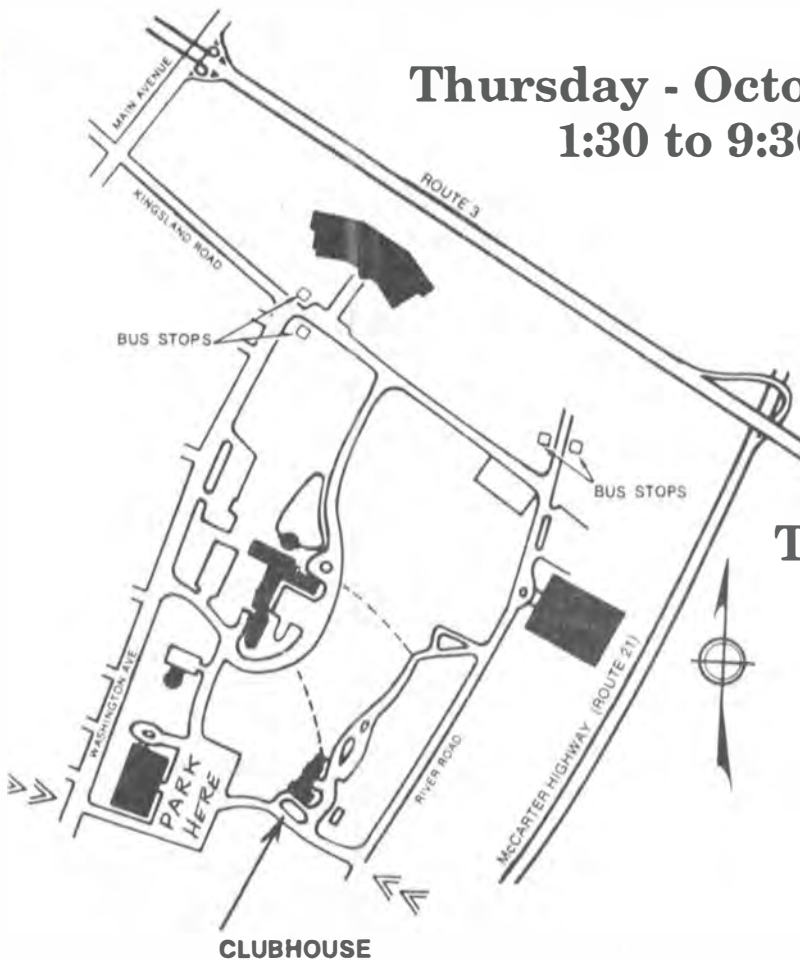 Thursday - Octo
1:30 to 9:3
MAIN AVENUE
ROUTE 3
KINGSLAND ROAD
BUS STOPS
BUS STOPS
T
McCARTER HIGHWAY (ROUTE 21)
WASHINGTON AVE.
RIVER ROAD
PARK
HERE
CLUBHOUSE